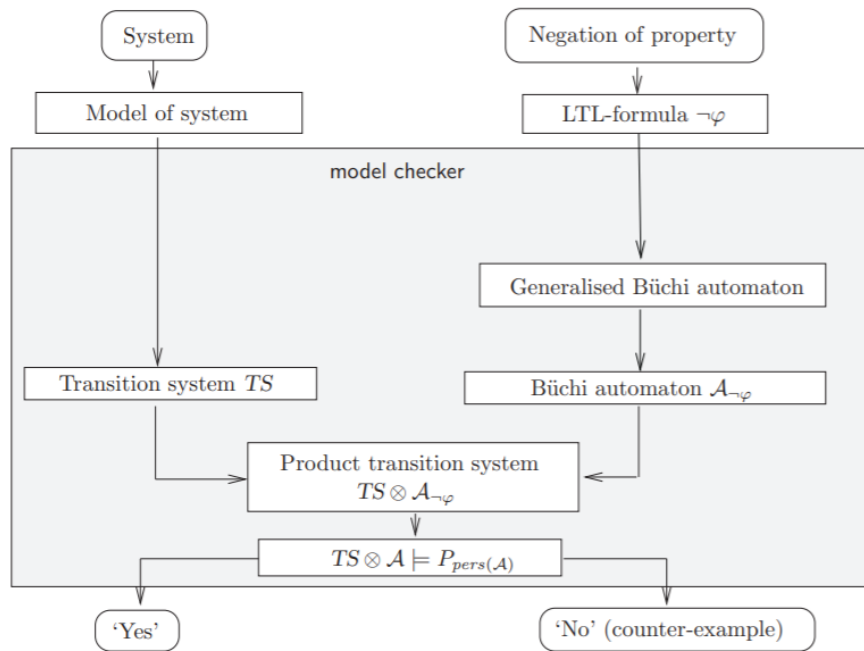 System
Negation of property
Model of system
LTL-formula ¬φ
model checker
Generalised Büchi automaton
Transition system TS
Büchi automaton 𝒜¬φ
Product transition system
TS ⊗ 𝒜¬φ
TS ⊗ 𝒜 ⊨ Ppers(𝒜)
‘Yes’
‘No’ (counter-example)